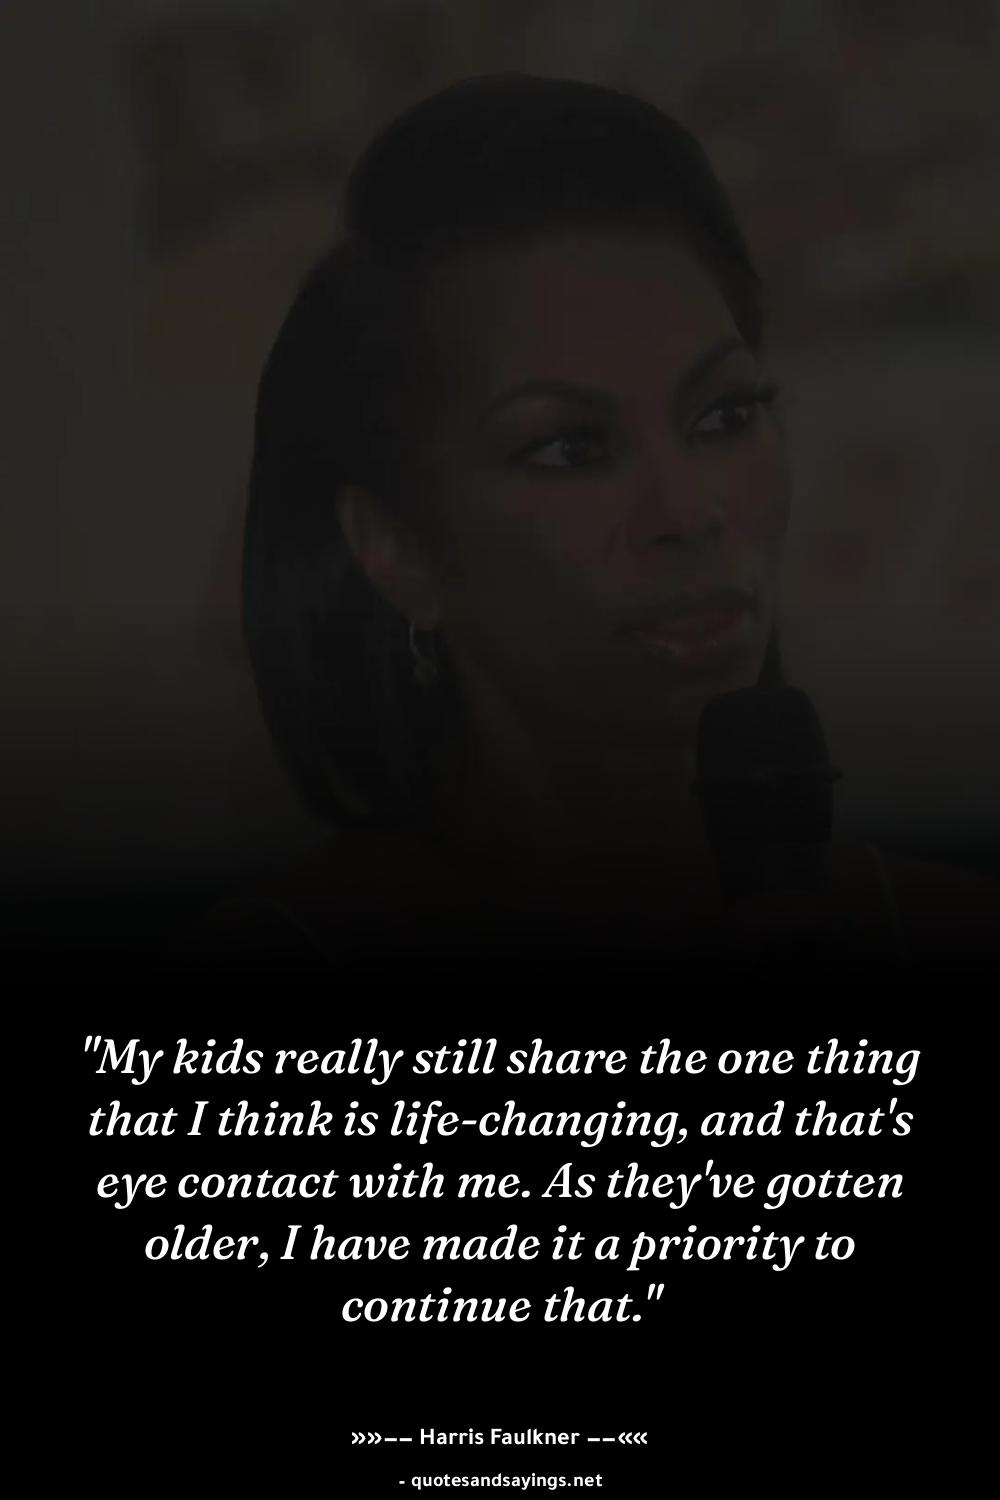 "My kids really still share the one thing
that I think is life-changing, and that's
eye contact with me. As they've gotten
older, I have made it a priority to
continue that."
»»-- Harris Faulkner --««
- quotesandsayings.net